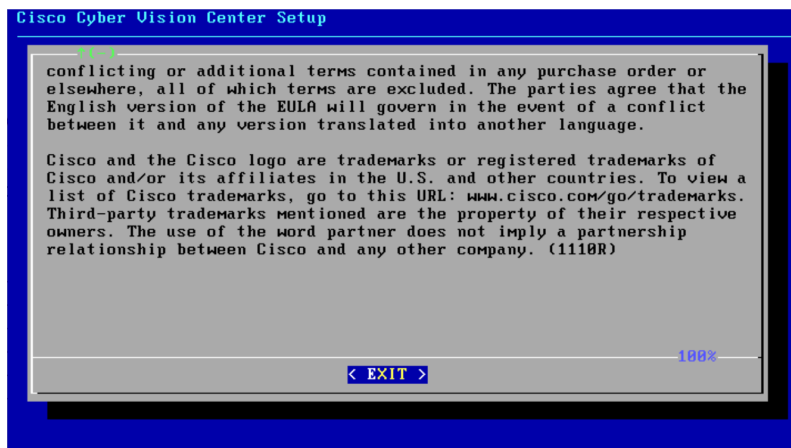 Cisco Cyber Vision Center Setup
↑(-)
conflicting or additional terms contained in any purchase order or
elsewhere, all of which terms are excluded. The parties agree that the
English version of the EULA will govern in the event of a conflict
between it and any version translated into another language.
Cisco and the Cisco logo are trademarks or registered trademarks of
Cisco and/or its affiliates in the U.S. and other countries. To view a
list of Cisco trademarks, go to this URL: www.cisco.com/go/trademarks.
Third-party trademarks mentioned are the property of their respective
owners. The use of the word partner does not imply a partnership
relationship between Cisco and any other company. (1110R)
100%
< EXIT >